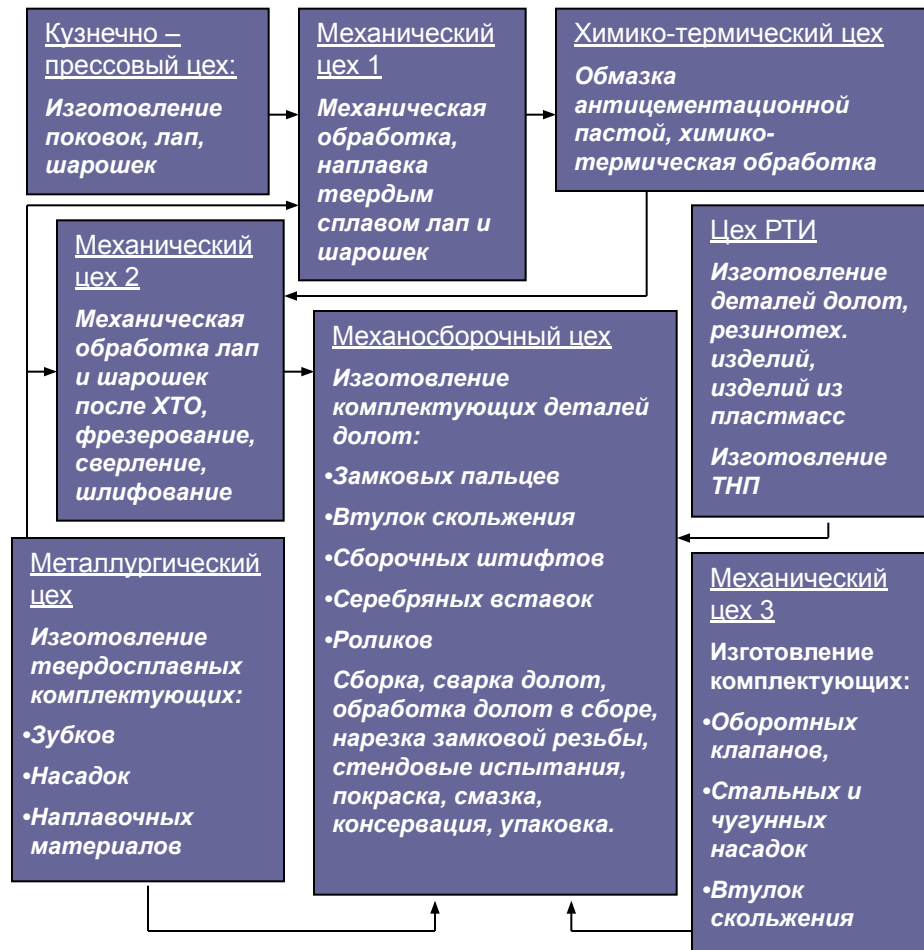 Кузнечно –
прессовый цех:
Изготовление
поковок, лап,
шарошек
Механический
цех 1
Механическая
обработка,
наплавка
твердым
сплавом лап и
шарошек
Химико-термический цех
Обмазка
антицементационной
пастой, химико-
термическая обработка
Механический
цех 2
Механическая
обработка лап
и шарошек
после ХТО,
фрезерование,
сверление,
шлифование
Механосборочный цех
Изготовление
комплектующих деталей
долот:
•Замковых пальцев
•Втулок скольжения
•Сборочных штифтов
•Серебряных вставок
•Роликов
Сборка, сварка долот,
обработка долот в сборе,
нарезка замковой резьбы,
стендовые испытания,
покраска, смазка,
консервация, упаковка.
Цех РТИ
Изготовление
деталей долот,
резинотех.
изделий,
изделий из
пластмасс
Изготовление
ТНП
Металлургический
цех
Изготовление
твердосплавных
комплектующих:
•Зубков
•Насадок
•Наплавочных
материалов
Механический
цех 3
Изготовление
комплектующих:
•Оборотных
клапанов,
•Стальных и
чугунных
насадок
•Втулок
скольжения